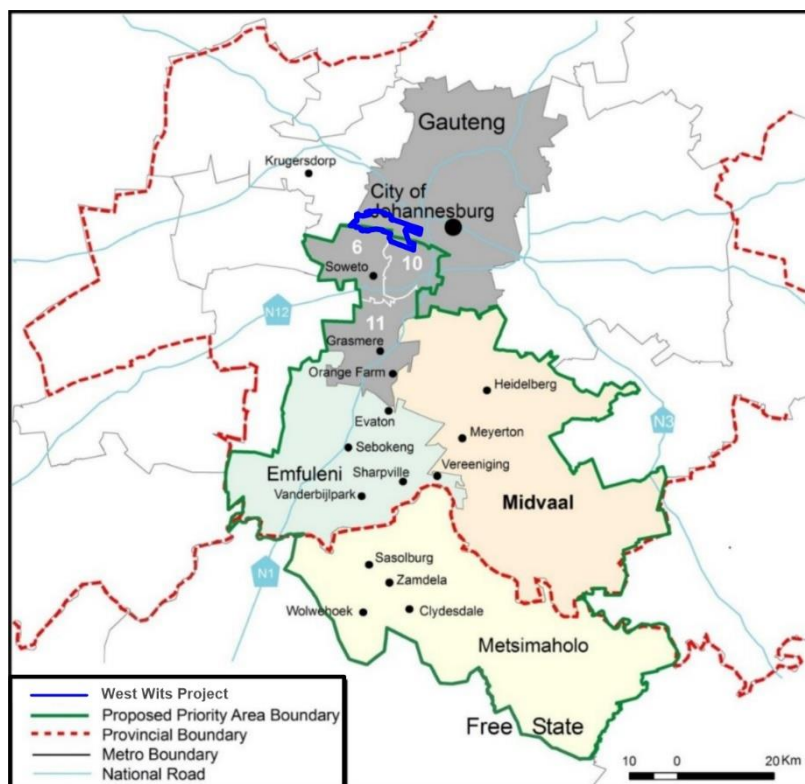 Gauteng
Krugersdorp
City of
Johannesburg
6
10
Soweto
N12
11
Grasmere
Orange Farm
Heidelberg
Evaton
N3
Meyerton
Sebokeng
Emfuleni
Sharpville
Vereeniging
Vanderbijlpark
Midvaal
N1
Sasolburg
Zamdela
Wolwehoek
Clydesdale
Metsimaholo
Free State
West Wits Project
Proposed Priority Area Boundary
Provincial Boundary
Metro Boundary
National Road
10 0 20 Km